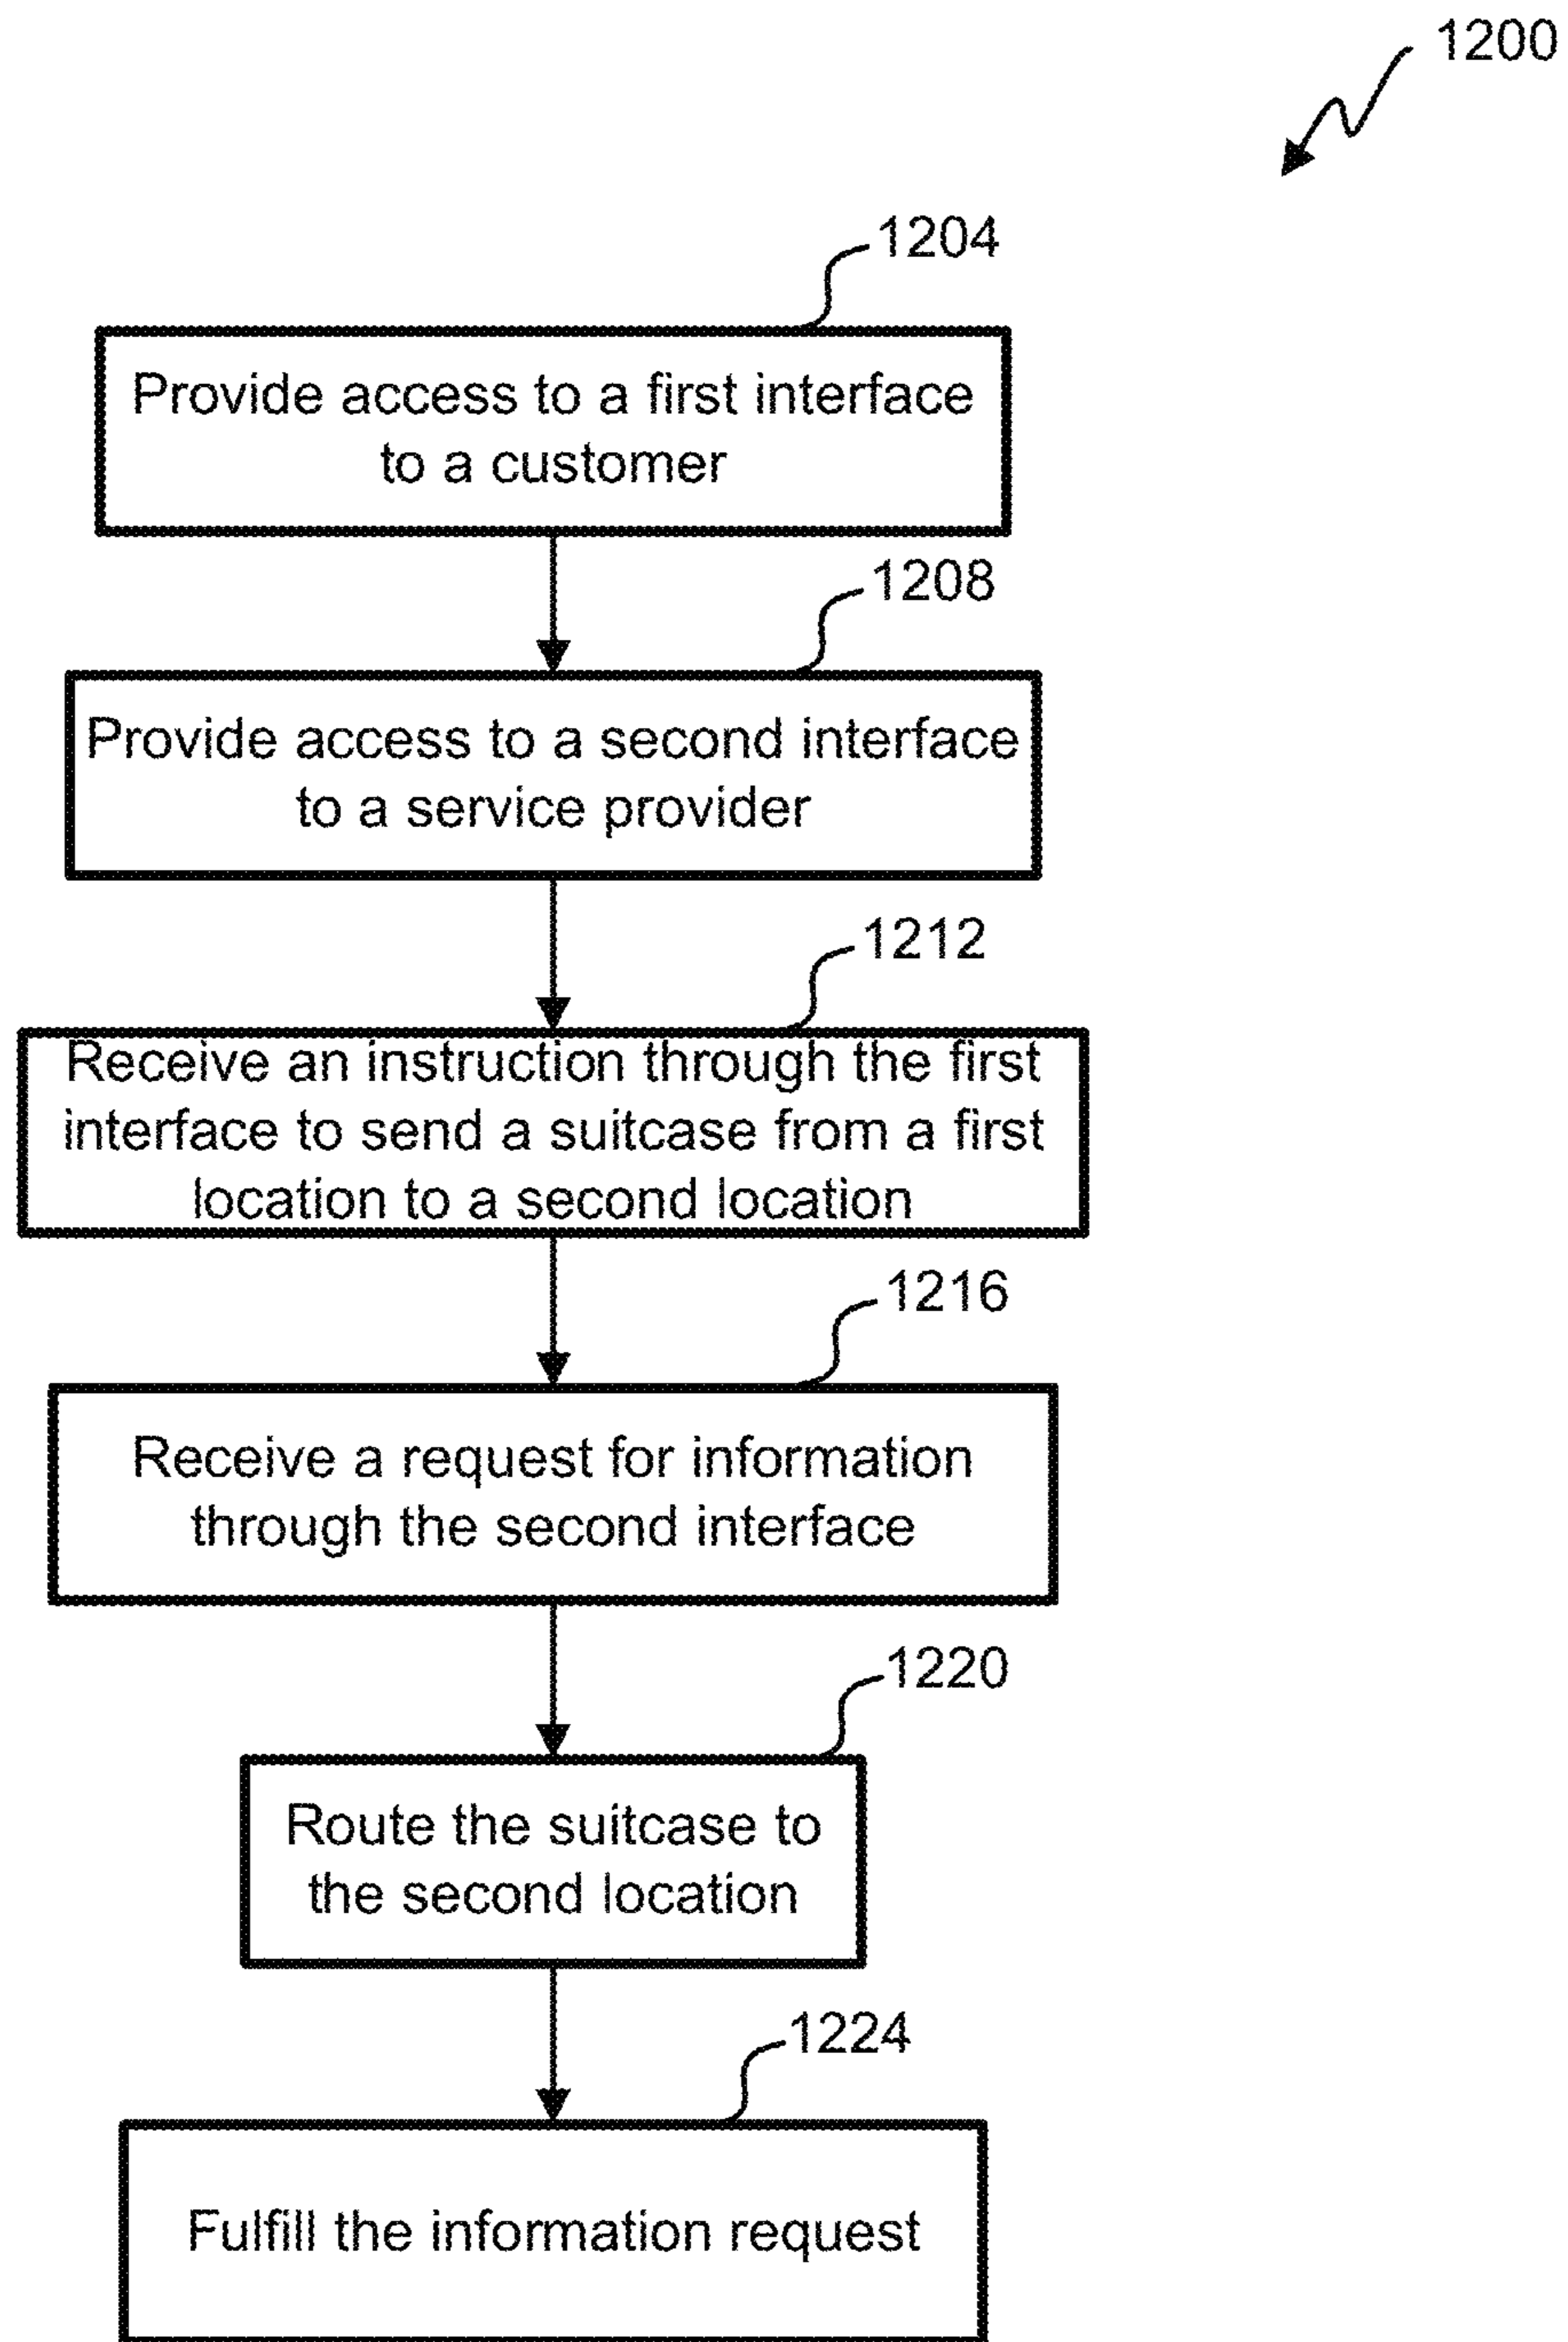 1200
1204
Provide access to a first interface
to a customer
1208
Provide access to a second interface
to a service provider
1212
Receive an instruction through the first
interface to send a suitcase from a first
location to a second location
1216
Receive a request for information
through the second interface
1220
Route the suitcase to
the second location
1224
Fulfill the information request